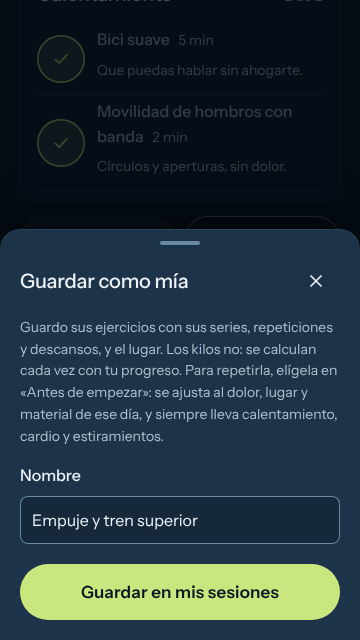 Bici suave 5 min
Que puedas hablar sin ahogarte.
Movilidad de hombros con
banda 2 min
Círculos y aperturas, sin dolor.
Guardar como mía
Guardo sus ejercicios con sus series, repeticiones
y descansos, y el lugar. Los kilos no: se calculan
cada vez con tu progreso. Para repetirla, elígela en
«Antes de empezar»: se ajusta al dolor, lugar y
material de ese día, y siempre lleva calentamiento,
cardio y estiramientos.
Nombre
Empuje y tren superior
Guardar en mis sesiones